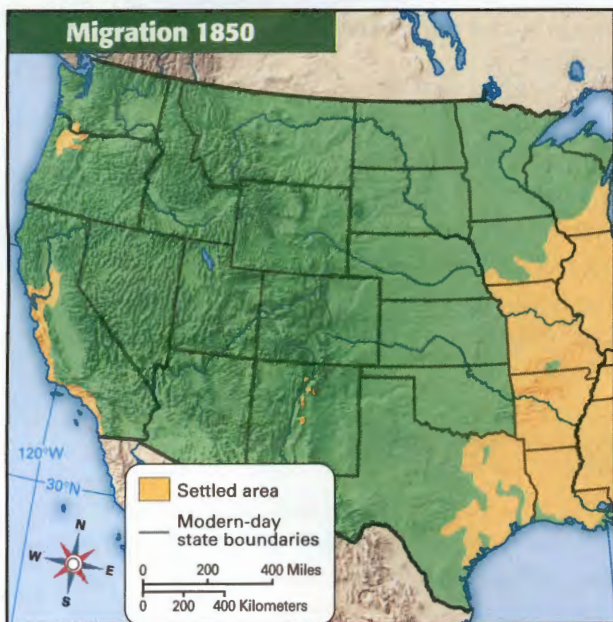 Migration 1850
120°W
30°N
N
W
E
S
Settled area
Modern-day
state boundaries
0 200 400 Miles
0 200 400 Kilometers